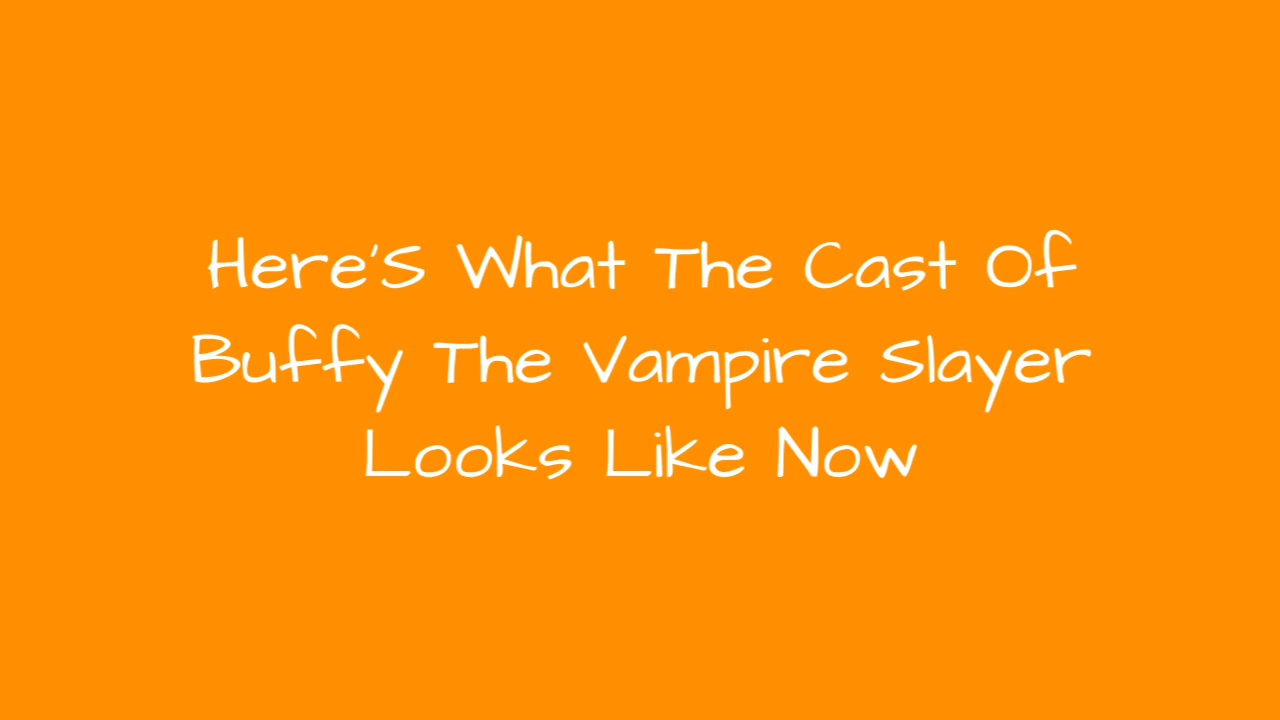 Here'S What The Cast Of
Buffy The Vampire Slayer
Looks Like Now